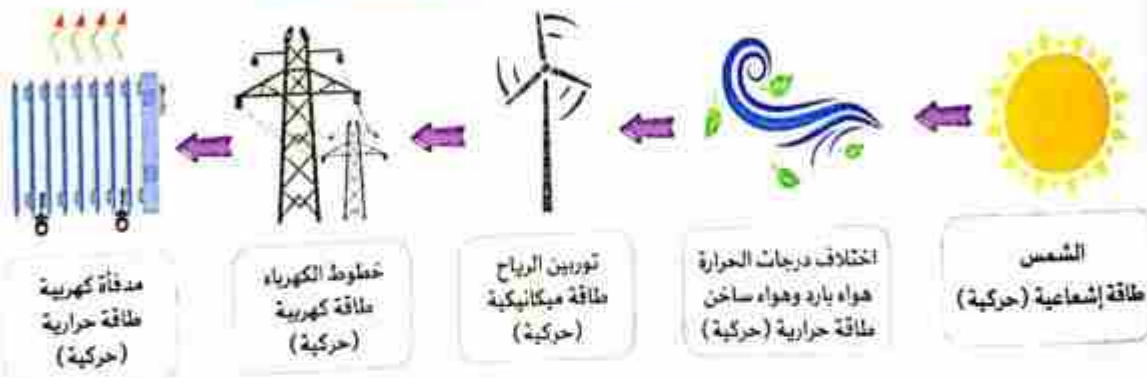 الشمس
طاقة إشعاعية (حركية)
اختلاف درجات الحرارة
هواء بارد وهواء ساخن
طاقة حرارية (حركية)
توربين الرياح
طاقة ميكانيكية
(حركية)
خطوط الكهرباء
طاقة كهربية
(حركية)
مدفأة كهربية
طاقة حرارية
(حركية)